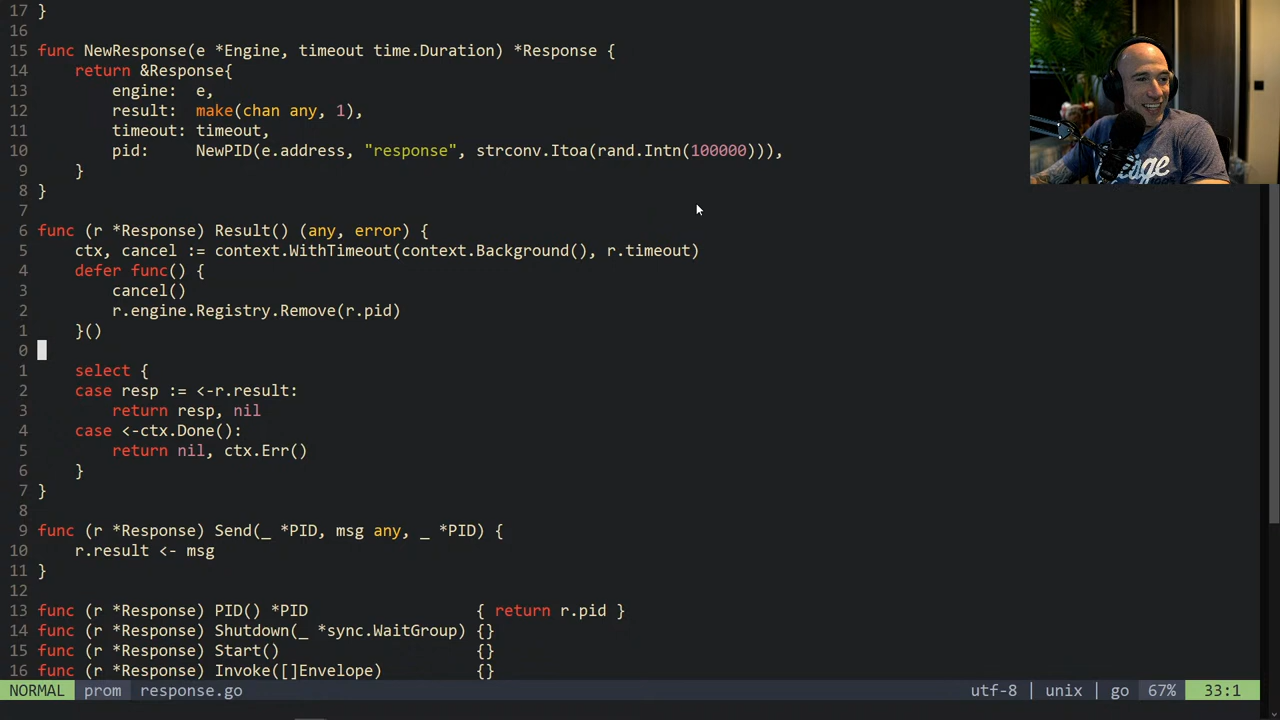 17 }
16
15 func NewResponse(e *Engine, timeout time.Duration) *Response {
14     return &Response{
13         engine:  e,
12         result:  make(chan any, 1),
11         timeout: timeout,
10         pid:     NewPID(e.address, "response", strconv.Itoa(rand.Intn(100000))),
9     }
8 }
7
6 func (r *Response) Result() (any, error) {
5     ctx, cancel := context.WithTimeout(context.Background(), r.timeout)
4     defer func() {
3         cancel()
2         r.engine.Registry.Remove(r.pid)
1     }()
0
1     select {
2     case resp := <-r.result:
3         return resp, nil
4     case <-ctx.Done():
5         return nil, ctx.Err()
6     }
7 }
8
9 func (r *Response) Send(_ *PID, msg any, _ *PID) {
10     r.result <- msg
11 }
12
13 func (r *Response) PID() *PID                  { return r.pid }
14 func (r *Response) Shutdown(_ *sync.WaitGroup) {}
15 func (r *Response) Start()                     {}
16 func (r *Response) Invoke([]Envelope)          {}
NORMAL prom response.go utf-8 | unix | go 67% 33:1